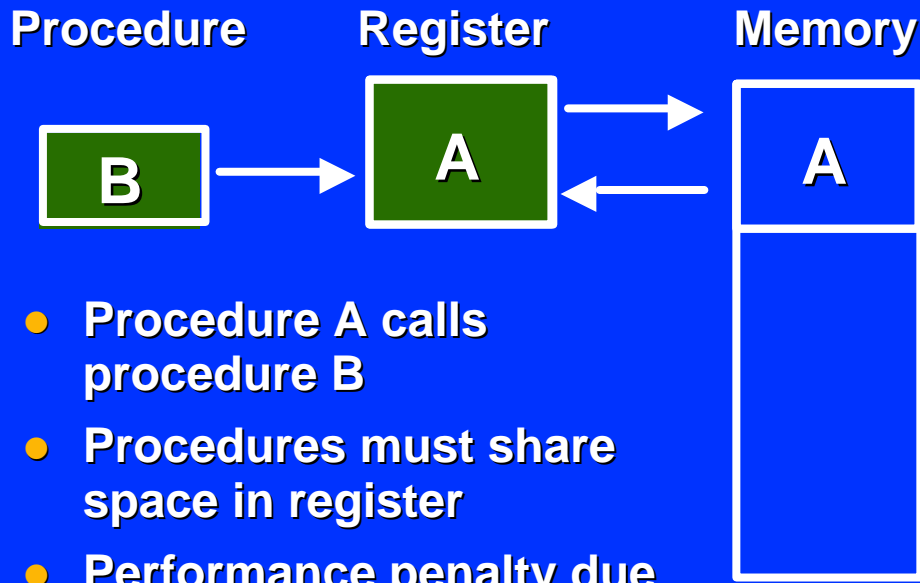 Procedure Register Memory
B A A
Procedure A calls
procedure B
Procedures must share
space in register
Performance penalty due